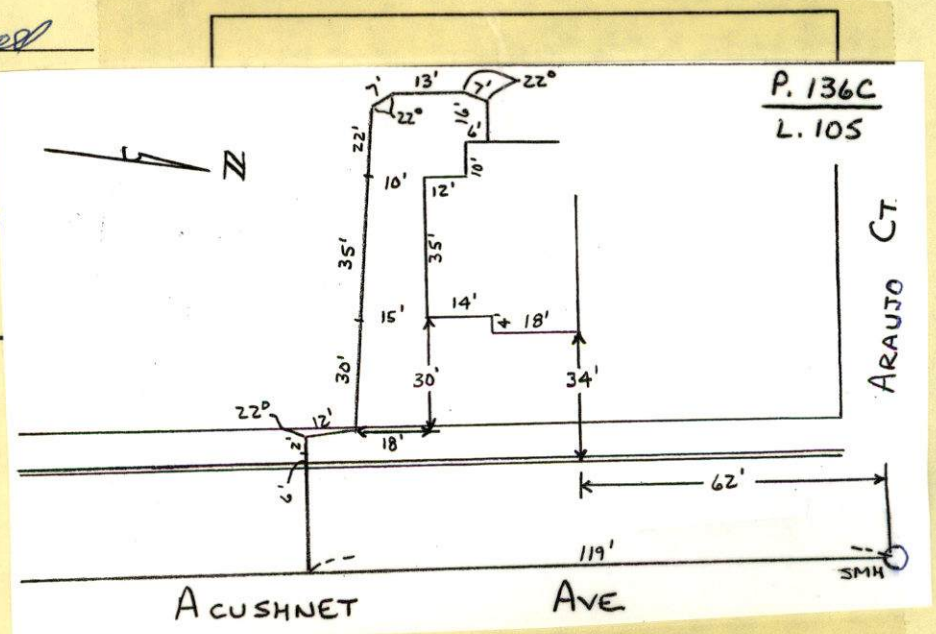 P. 136C
L. 105
7' 13' 7' 22°
22°
22' 16' 6'
10' 12' 10'
N
35' 35'
15' 14' 4 18'
30' 30' 34'
22° 12' 18'
2'
6'
62'
119'
SMH
ARAUJO CT.
ACUSHNET AVE